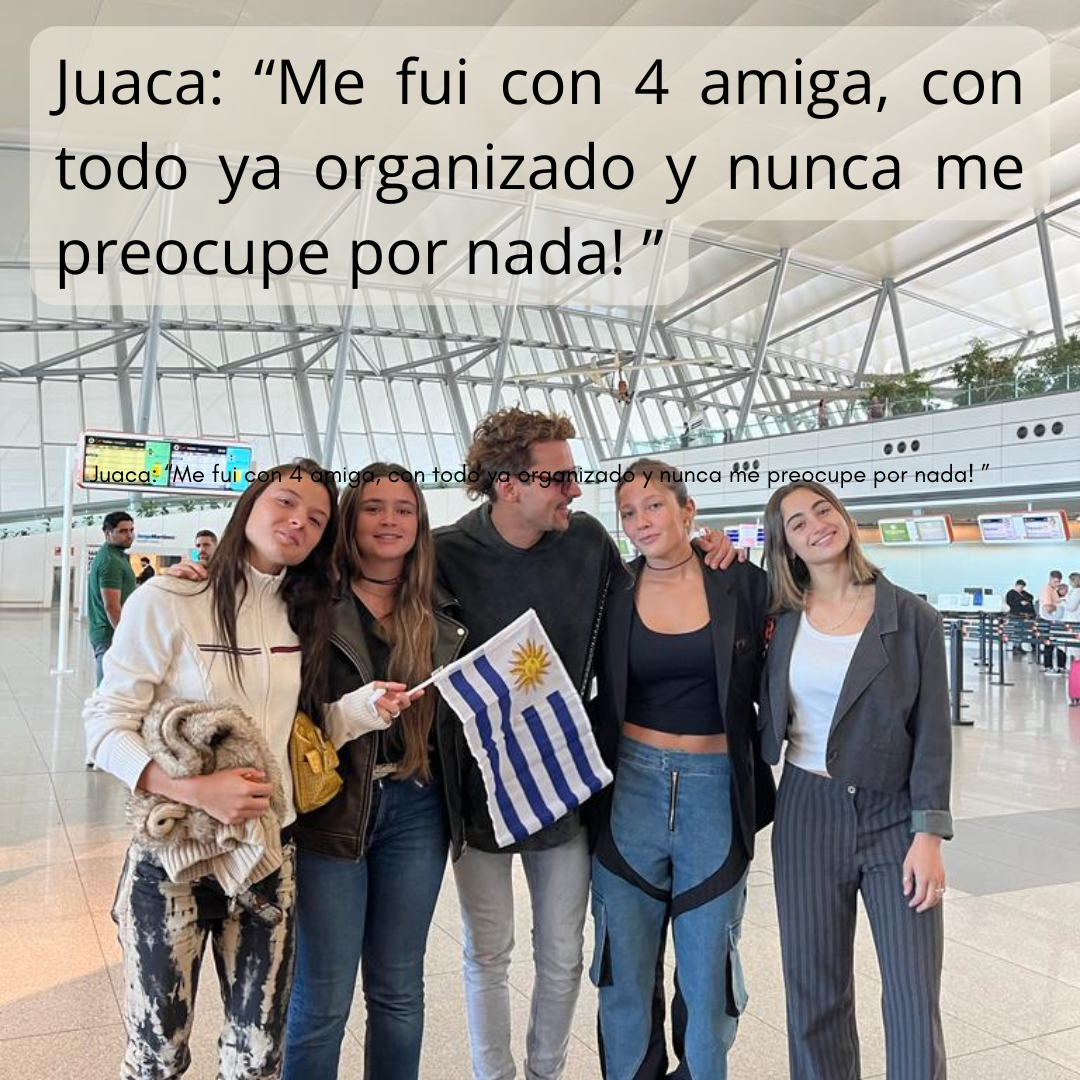 Juaca: “Me fui con 4 amiga, con
todo ya organizado y nunca me
preocupe por nada! ”
Juaca: “Me fui con 4 amiga, con todo ya organizado y nunca me preocupe por nada! ”